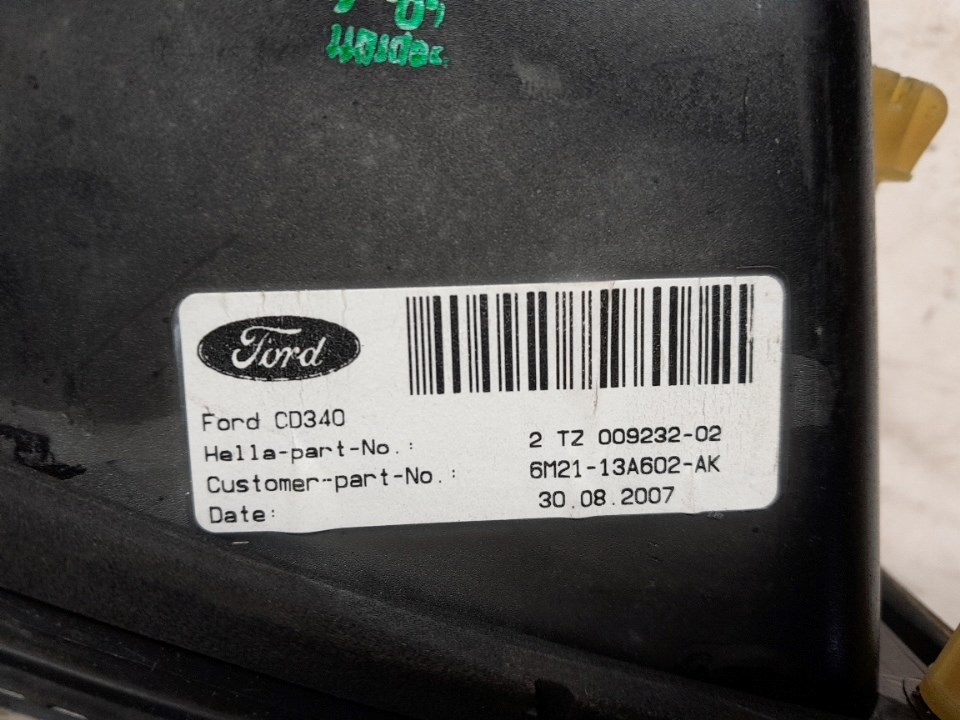 Ford
Ford CD340
Hella-part-No.: 2 TZ 009232-02
Customer-part-No.: 6M21-13A602-AK
Date: 30.08.2007